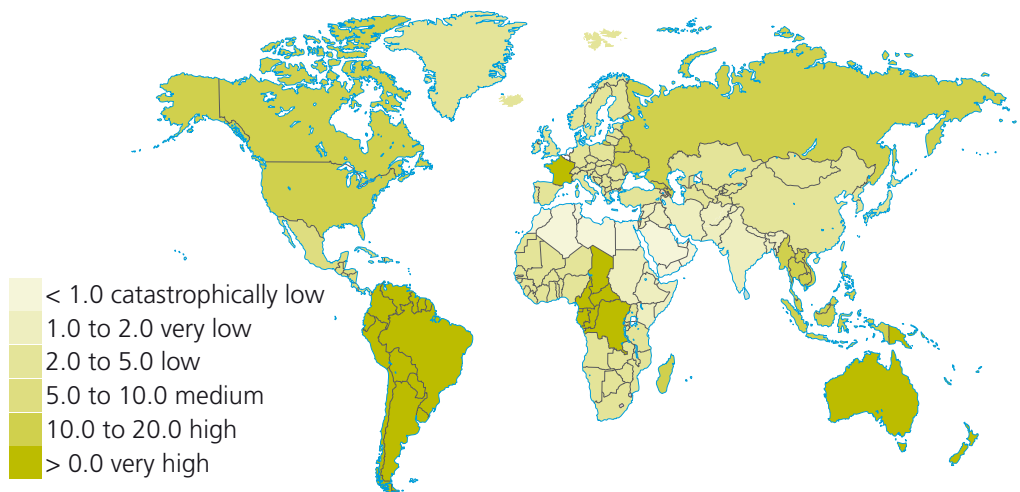 < 1.0 catastrophically low
1.0 to 2.0 very low
2.0 to 5.0 low
5.0 to 10.0 medium
10.0 to 20.0 high
> 0.0 very high